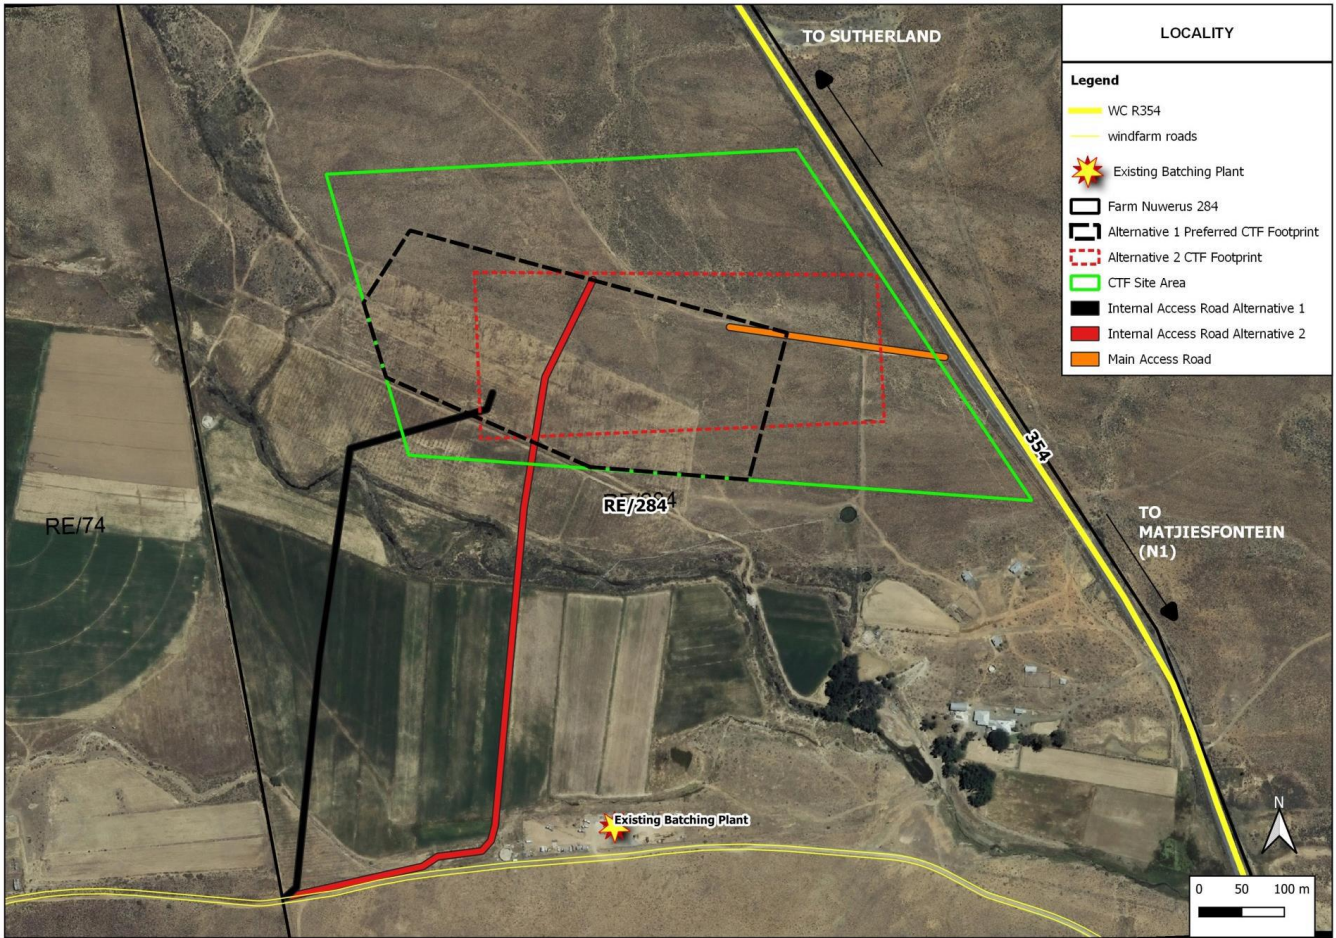 TO SUTHERLAND
LOCALITY
Legend
WC R354
windfarm roads
Existing Batching Plant
Farm Nuwerus 284
Alternative 1 Preferred CTF Footprint
Alternative 2 CTF Footprint
CTF Site Area
Internal Access Road Alternative 1
Internal Access Road Alternative 2
Main Access Road
354
RE/284
RE/284
RE/74
TO
MATJIESFONTEIN
(N1)
Existing Batching Plant
N
0 50 100 m